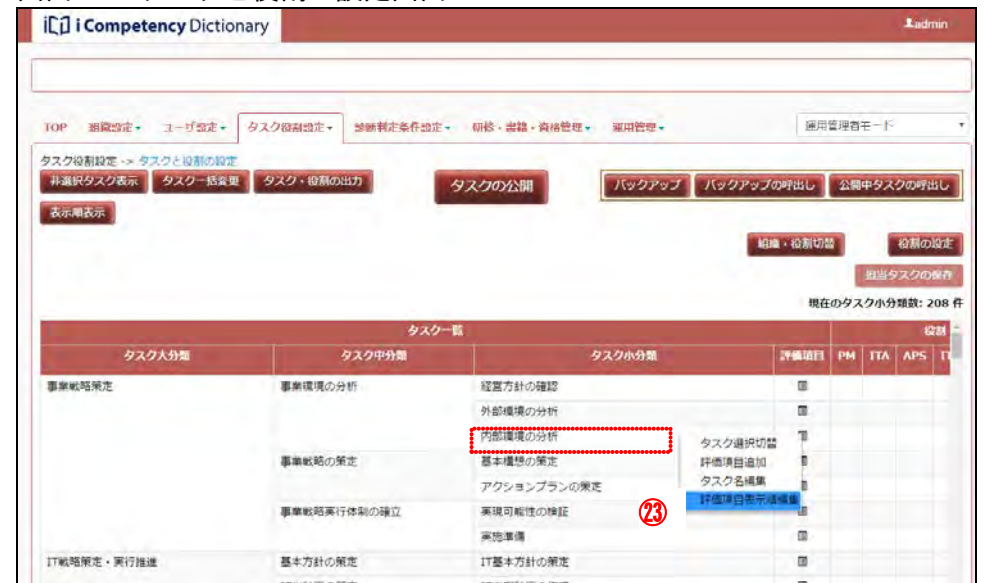 i Competency Dictionary
admin
TOP 組織設定 ユーザ設定 タスク役割設定 診断判定条件設定 研修・書籍・資格管理 運用管理 運用管理者モード
タスク役割設定 -> タスクと役割の設定
非選択タスク表示 タスク一括変更 タスク・役割の出力 タスクの公開 バックアップ バックアップの呼出し 公開中タスクの呼出し
表示順表示
組織・役割切替 役割の設定
担当タスクの保存
現在のタスク小分類数: 208 件
タスク一覧 役割
タスク大分類 タスク中分類 タスク小分類 評価項目 PM ITA APS
事業戦略策定 事業環境の分析 経営方針の確認
外部環境の分析
内部環境の分析
タスク選択切替
事業戦略の策定 基本構想の策定 評価項目追加
アクションプランの策定 タスク名編集
評価項目表示順編集
事業戦略実行体制の確立 実現可能性の検証 ㉓
実施準備
IT戦略策定・実行推進 基本方針の策定 IT基本方針の策定